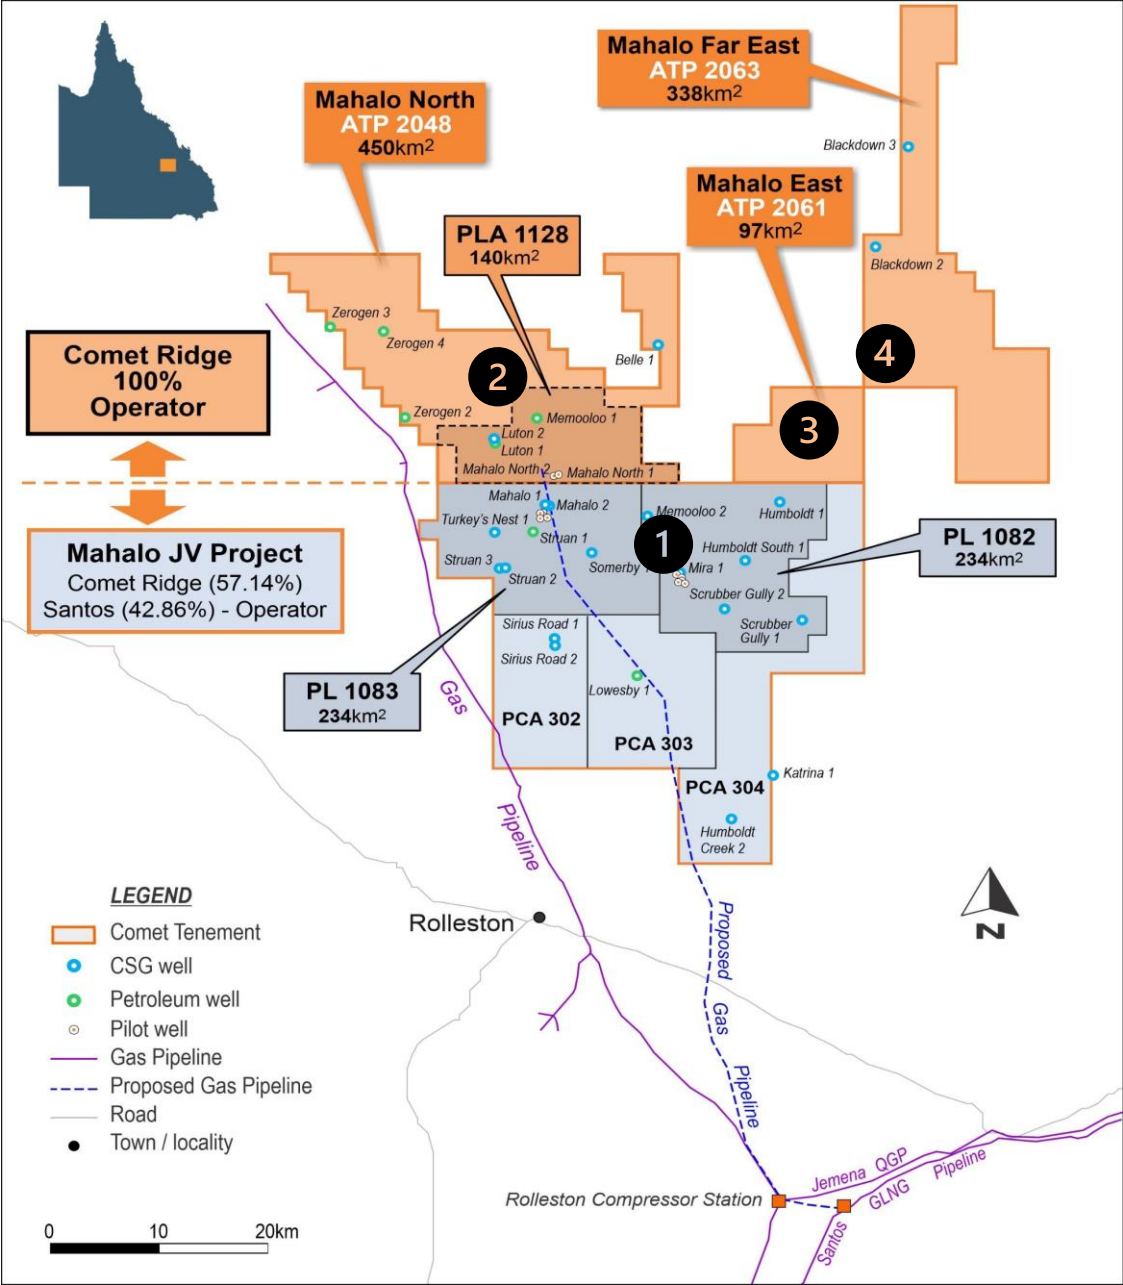 Mahalo Far East
ATP 2063
338km2
Mahalo North
ATP 2048
450km2
Blackdown 3
Mahalo East
ATP 2061
97km2
PLA 1128
140km2
Blackdown 2
Zerogen 3
Zerogen 4
Belle 1
Comet Ridge
100%
Operator
4
2
3
Zerogen 2
Memooloo 1
Luton 2
Luton 1
Mahalo North 2
Mahalo North 1
Mahalo 1
Mahalo 2
Memooloo 2
Humboldt 1
Turkey's Nest 1
Struan 1
1
Humboldt South 1
PL 1082
234km2
Mahalo JV Project
Comet Ridge (57.14%)
Santos (42.86%) - Operator
Struan 3
Struan 2
Somerby 1
Mira 1
Scrubber Gully 2
Scrubber
Gully 1
Sirius Road 1
Sirius Road 2
PL 1083
234km2
Lowesby 1
Gas
Pipeline
PCA 302
PCA 303
PCA 304
Katrina 1
Humboldt
Creek 2
Rolleston
Proposed
Gas
Pipeline
N
LEGEND
Comet Tenement
CSG well
Petroleum well
Pilot well
Gas Pipeline
Proposed Gas Pipeline
Road
Town / locality
Jemena QGP
Santos GLNG Pipeline
Rolleston Compressor Station
0 10 20km